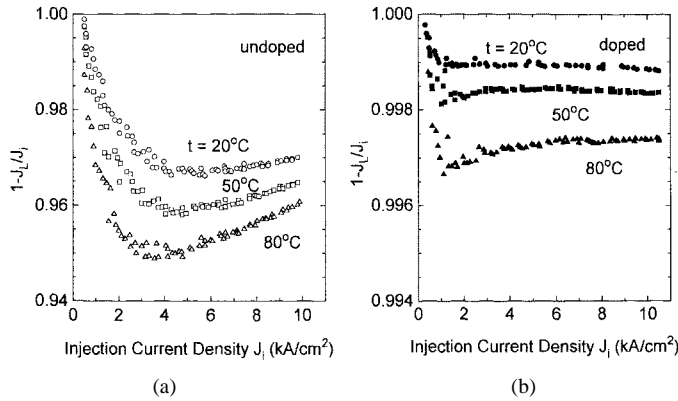 1.000
0.98
0.96
0.94
1-J_L/J_i
undoped
t = 20°C
50°C
80°C
0 2 4 6 8 10
Injection Current Density J_i (kA/cm²)
(a)
1.000
0.998
0.996
0.994
1-J_L/J_i
t = 20°C
doped
50°C
80°C
0 2 4 6 8 10
Injection Current Density J_i (kA/cm²)
(b)